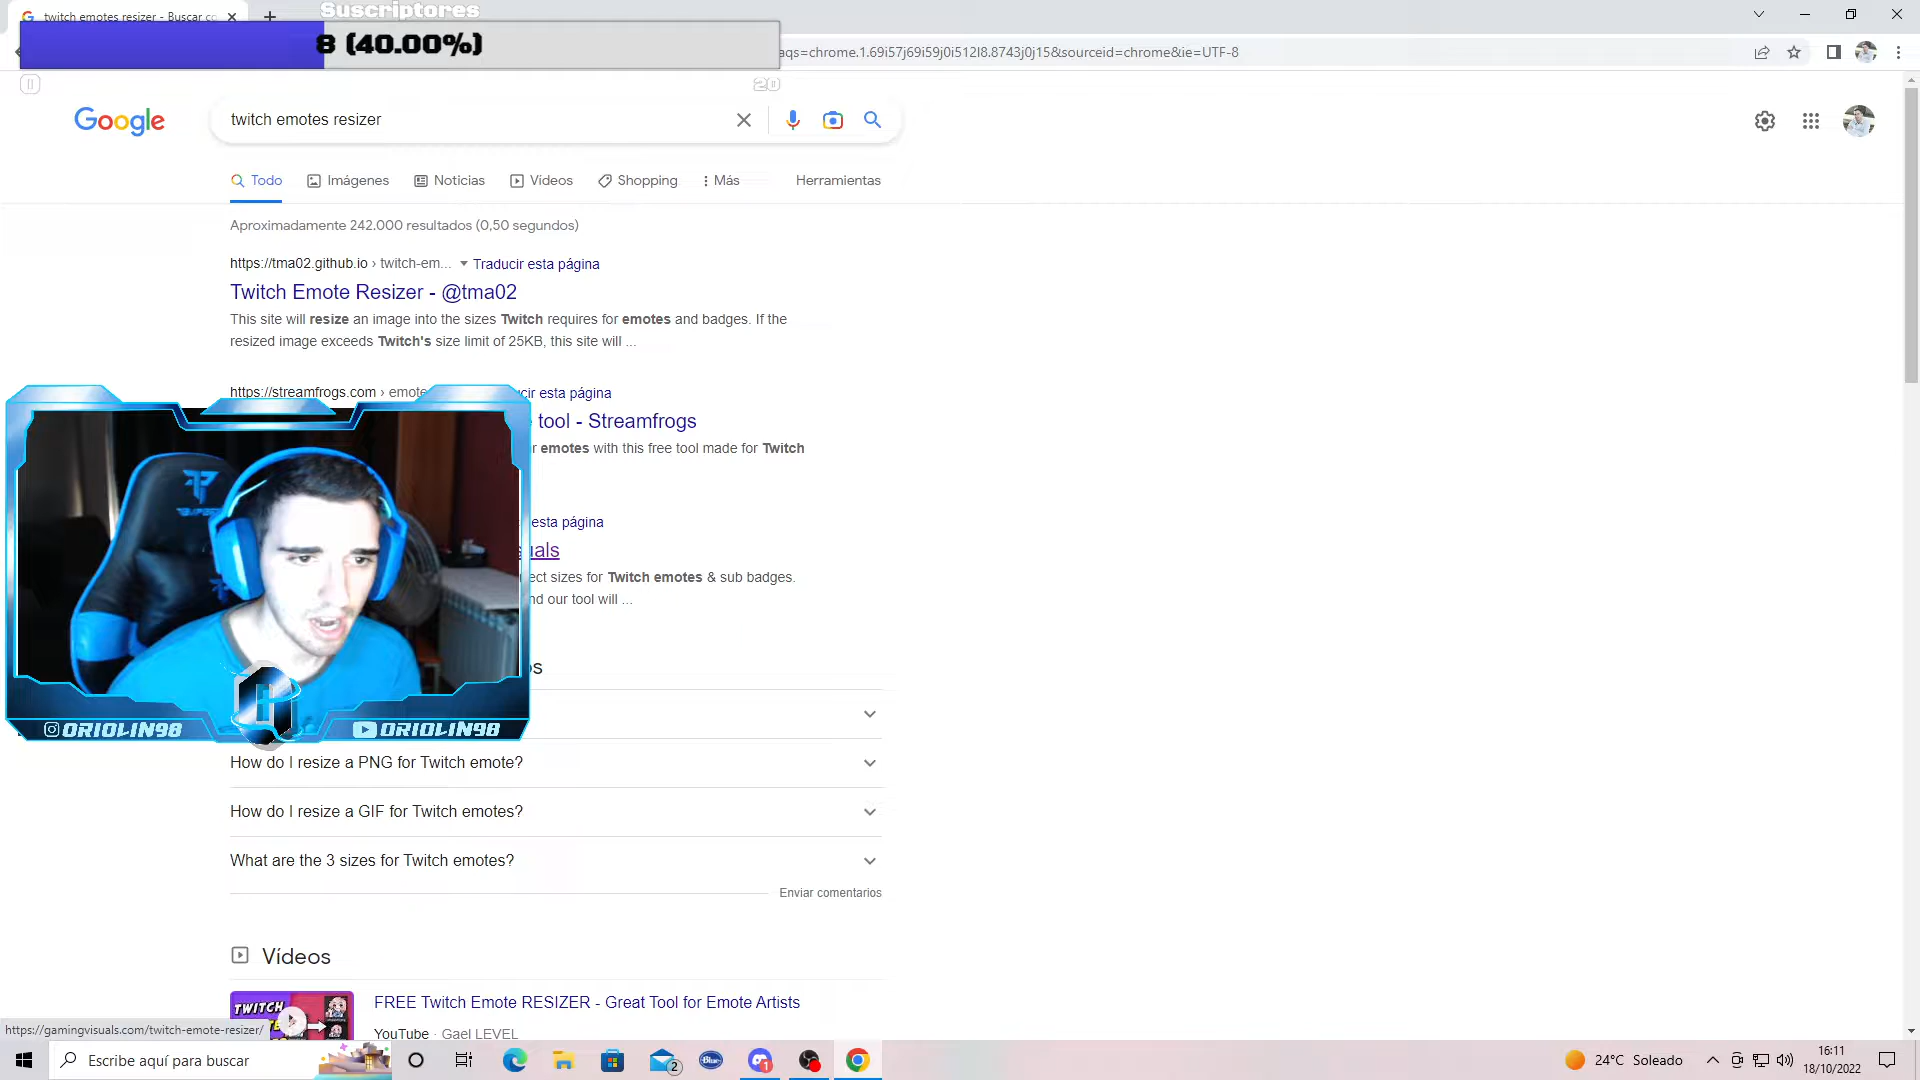 twitch emotes resizer - Buscar co
Suscriptores
8 (40.00%)
aqs=chrome.1.69i57j69i59j0i512l8.8743j0j15&sourceid=chrome&ie=UTF-8
0
20
Google
twitch emotes resizer
Todo
Imágenes
Noticias
Vídeos
Shopping
Más
Herramientas
Aproximadamente 242.000 resultados (0,50 segundos)
https://tma02.github.io › twitch-em... Traducir esta página
Twitch Emote Resizer - @tma02
This site will resize an image into the sizes Twitch requires for emotes and badges. If the
resized image exceeds Twitch's size limit of 25KB, this site will ...
https://streamfrogs.com › emote cir esta página
tool - Streamfrogs
r emotes with this free tool made for Twitch
esta página
uals
ect sizes for Twitch emotes & sub badges.
nd our tool will ...
os
ORIOLIN98
ORIOLIN98
How do I resize a PNG for Twitch emote?
How do I resize a GIF for Twitch emotes?
What are the 3 sizes for Twitch emotes?
Enviar comentarios
Vídeos
TWITCH
FREE Twitch Emote RESIZER - Great Tool for Emote Artists
YouTube · Gael LEVEL
https://gamingvisuals.com/twitch-emote-resizer/
Escribe aquí para buscar
2
Blue
1
24°C Soleado
16:11
18/10/2022